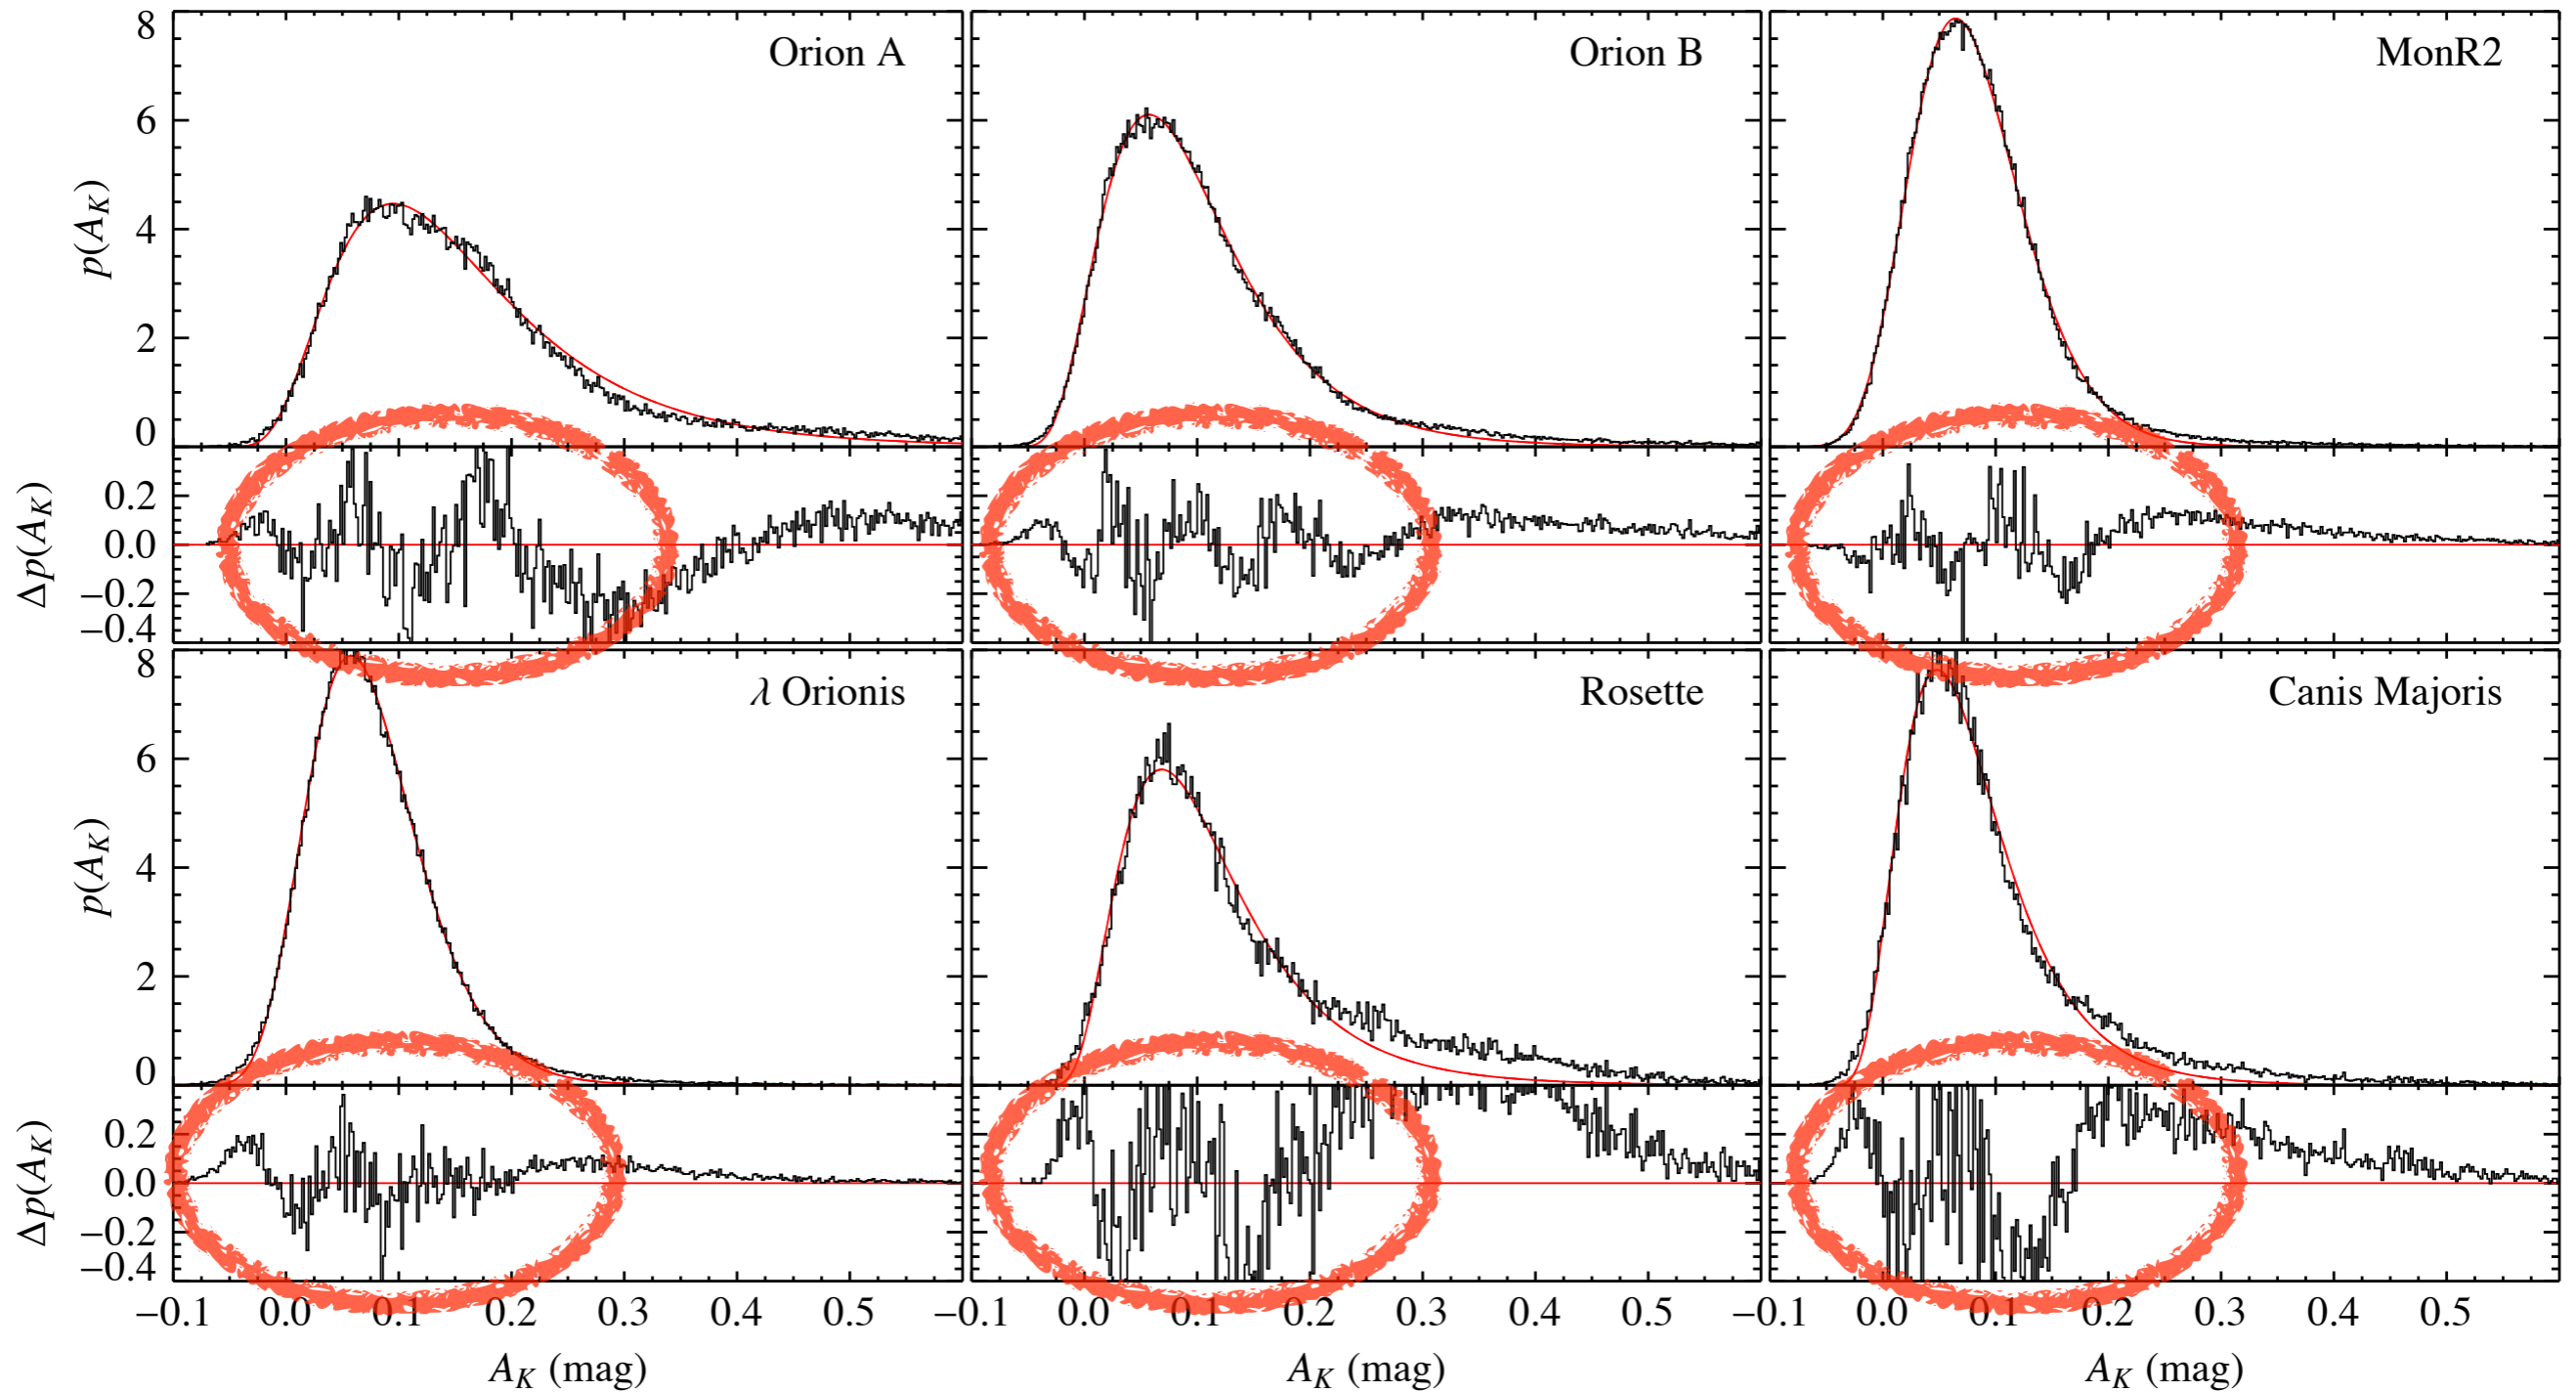 Orion A
Orion B
MonR2
8
6
4
2
0
p(A_K)
0.2
0.0
−0.2
−0.4
Δp(A_K)
λ Orionis
Rosette
Canis Majoris
8
6
4
2
0
p(A_K)
0.2
0.0
−0.2
−0.4
Δp(A_K)
−0.1 0.0 0.1 0.2 0.3 0.4 0.5 −0.1 0.0 0.1 0.2 0.3 0.4 0.5 −0.1 0.0 0.1 0.2 0.3 0.4 0.5
A_K (mag) A_K (mag) A_K (mag)